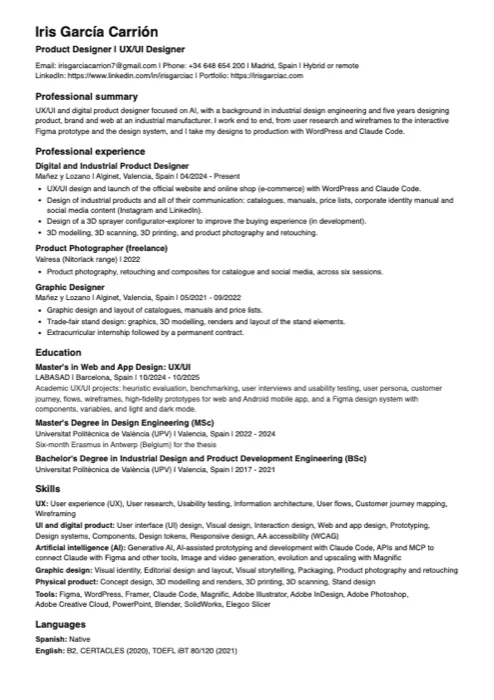 Iris García Carrión
Product Designer | UX/UI Designer
Email: irisgarciacarrion7@gmail.com | Phone: +34 648 654 200 | Madrid, Spain | Hybrid or remote
LinkedIn: https://www.linkedin.com/in/irisgarciac | Portfolio: https://irisgarciac.com
Professional summary
UX/UI and digital product designer focused on AI, with a background in industrial design engineering and five years designing
product, brand and web at an industrial manufacturer. I work end to end, from user research and wireframes to the interactive
Figma prototype and the design system, and I take my designs to production with WordPress and Claude Code.
Professional experience
Digital and Industrial Product Designer
Mañez y Lozano | Alginet, Valencia, Spain | 04/2024 - Present
• UX/UI design and launch of the official website and online shop (e-commerce) with WordPress and Claude Code.
• Design of industrial products and all of their communication: catalogues, manuals, price lists, corporate identity manual and
social media content (Instagram and LinkedIn).
• Design of a 3D sprayer configurator-explorer to improve the buying experience (in development).
• 3D modelling, 3D scanning, 3D printing, and product photography and retouching.
Product Photographer (freelance)
Valresa (Nitorlack range) | 2022
• Product photography, retouching and composites for catalogue and social media, across six sessions.
Graphic Designer
Mañez y Lozano | Alginet, Valencia, Spain | 05/2021 - 09/2022
• Graphic design and layout of catalogues, manuals and price lists.
• Trade-fair stand design: graphics, 3D modelling, renders and layout of the stand elements.
• Extracurricular internship followed by a permanent contract.
Education
Master's in Web and App Design: UX/UI
LABASAD | Barcelona, Spain | 10/2024 - 10/2025
Academic UX/UI projects: heuristic evaluation, benchmarking, user interviews and usability testing, user persona, customer
journey, flows, wireframes, high-fidelity prototypes for web and Android mobile app, and a Figma design system with
components, variables, and light and dark mode.
Master's Degree in Design Engineering (MSc)
Universitat Politècnica de València (UPV) | Valencia, Spain | 2022 - 2024
Six-month Erasmus in Antwerp (Belgium) for the thesis
Bachelor's Degree in Industrial Design and Product Development Engineering (BSc)
Universitat Politècnica de València (UPV) | Valencia, Spain | 2017 - 2021
Skills
UX: User experience (UX), User research, Usability testing, Information architecture, User flows, Customer journey mapping,
Wireframing
UI and digital product: User interface (UI) design, Visual design, Interaction design, Web and app design, Prototyping,
Design systems, Components, Design tokens, Responsive design, AA accessibility (WCAG)
Artificial intelligence (AI): Generative AI, AI-assisted prototyping and development with Claude Code, APIs and MCP to
connect Claude with Figma and other tools, Image and video generation, evolution and upscaling with Magnific
Graphic design: Visual identity, Editorial design and layout, Visual storytelling, Packaging, Product photography and retouching
Physical product: Concept design, 3D modelling and renders, 3D printing, 3D scanning, Stand design
Tools: Figma, WordPress, Framer, Claude Code, Magnific, Adobe Illustrator, Adobe InDesign, Adobe Photoshop,
Adobe Creative Cloud, PowerPoint, Blender, SolidWorks, Elegoo Slicer
Languages
Spanish: Native
English: B2, CERTACLES (2020), TOEFL iBT 80/120 (2021)